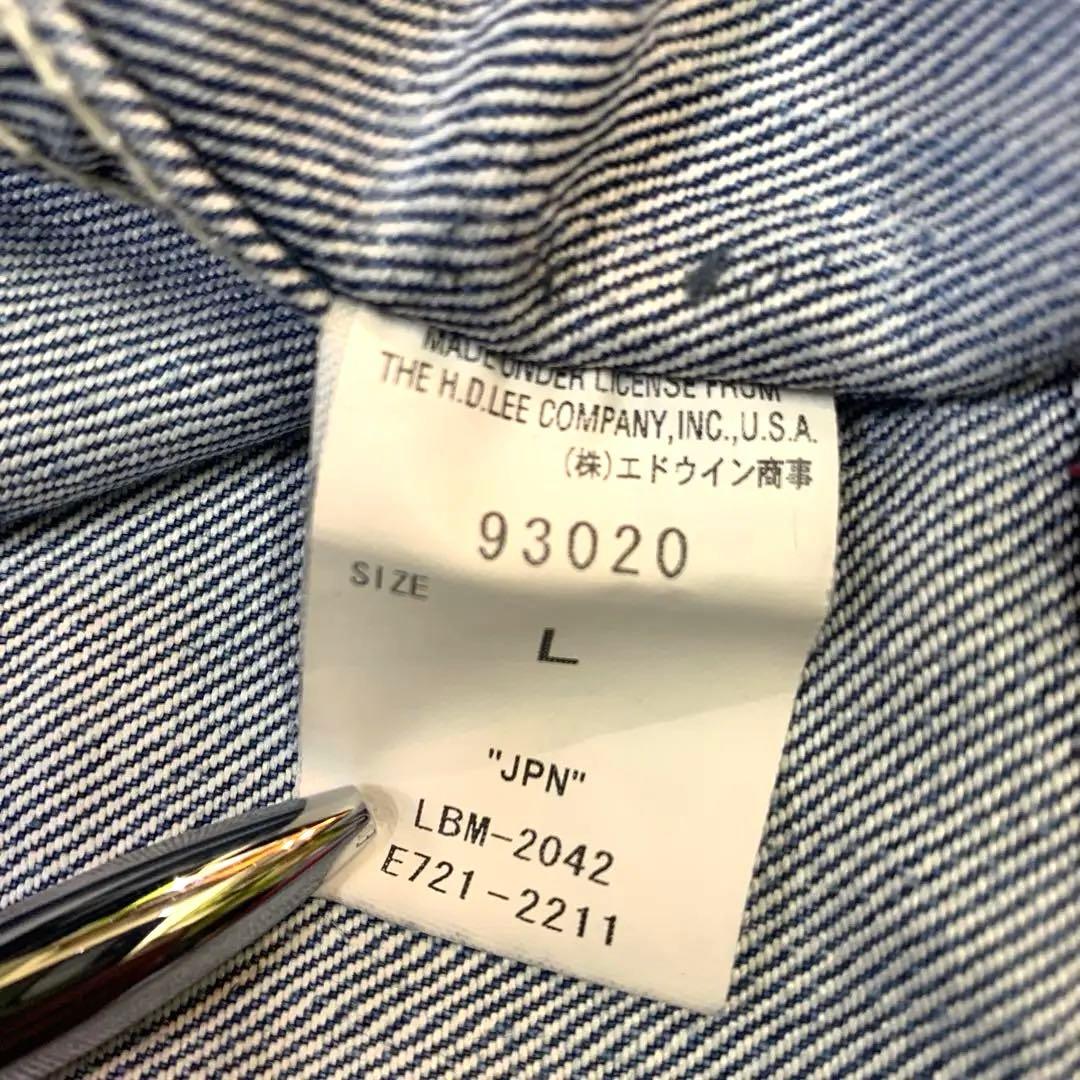 MADE UNDER LICENSE FROM
THE H.D.LEE COMPANY,INC.,U.S.A.
(株)エドウイン商事
93020
SIZE
L
"JPN"
LBM-2042
E721-2211